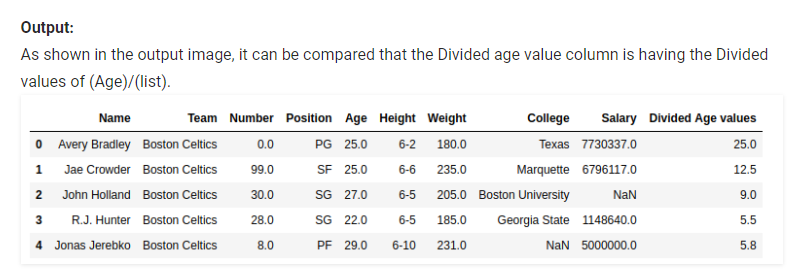 Output:
As shown in the output image, it can be compared that the Divided age value column is having the Divided
values of (Age)/(list).
Name Team Number Position Age Height Weight College Salary Divided Age values
0 Avery Bradley Boston Celtics 0.0 PG 25.0 6-2 180.0 Texas 7730337.0 25.0
1 Jae Crowder Boston Celtics 99.0 SF 25.0 6-6 235.0 Marquette 6796117.0 12.5
2 John Holland Boston Celtics 30.0 SG 27.0 6-5 205.0 Boston University NaN 9.0
3 R.J. Hunter Boston Celtics 28.0 SG 22.0 6-5 185.0 Georgia State 1148640.0 5.5
4 Jonas Jerebko Boston Celtics 8.0 PF 29.0 6-10 231.0 NaN 5000000.0 5.8